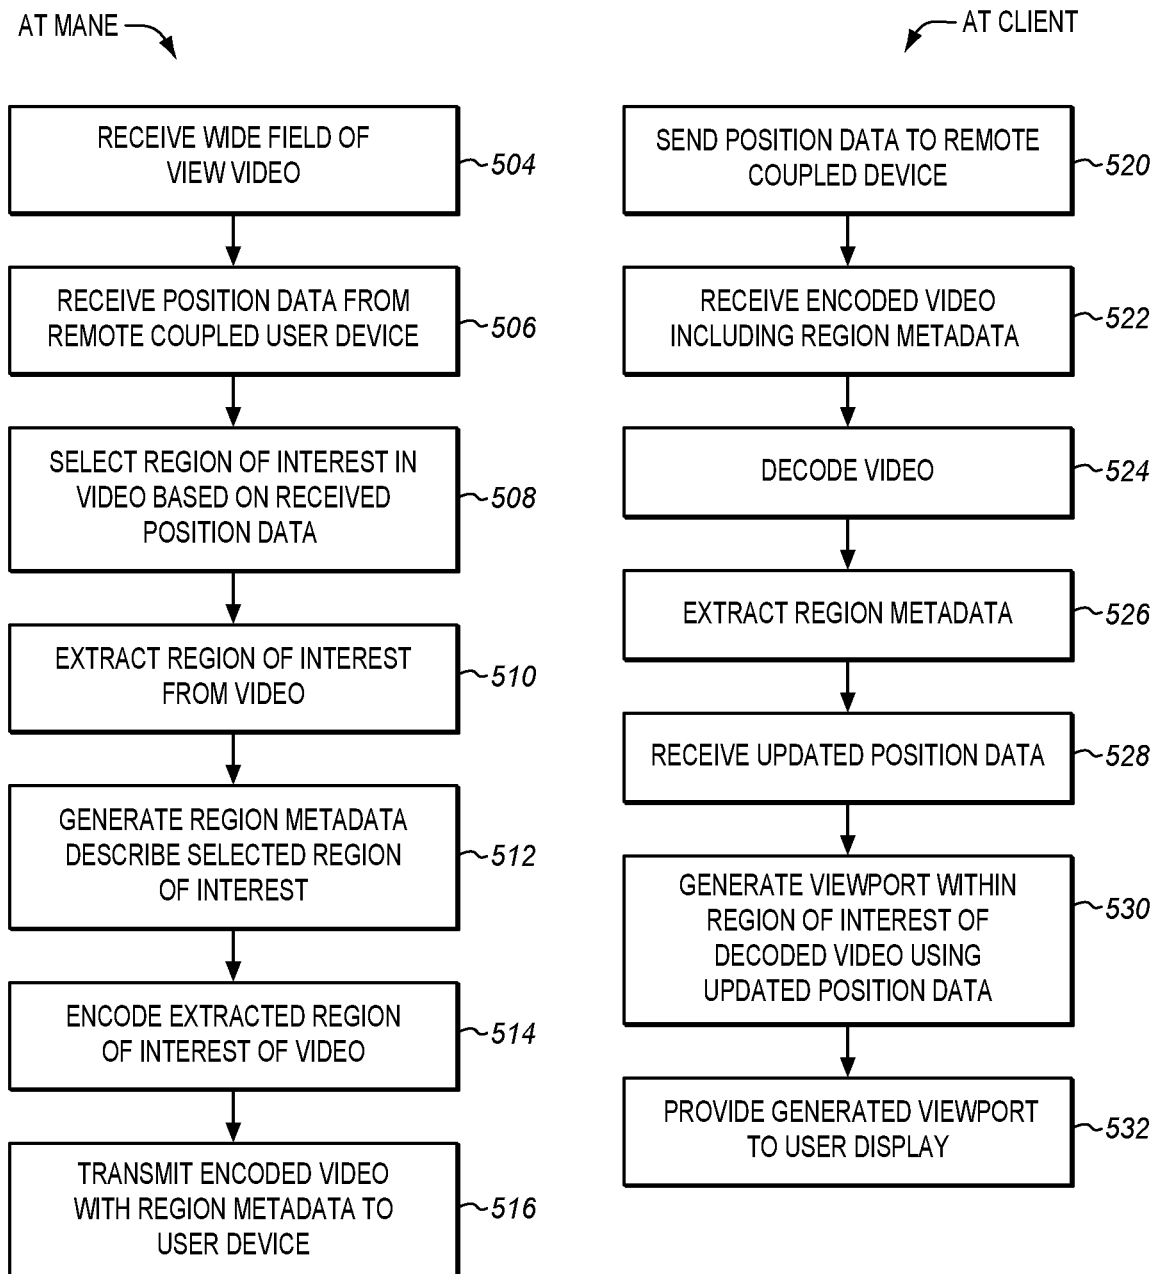 AT MANE
RECEIVE WIDE FIELD OF
VIEW VIDEO
504
RECEIVE POSITION DATA FROM
REMOTE COUPLED USER DEVICE
506
SELECT REGION OF INTEREST IN
VIDEO BASED ON RECEIVED
POSITION DATA
508
EXTRACT REGION OF INTEREST
FROM VIDEO
510
GENERATE REGION METADATA
DESCRIBE SELECTED REGION
OF INTEREST
512
ENCODE EXTRACTED REGION
OF INTEREST OF VIDEO
514
TRANSMIT ENCODED VIDEO
WITH REGION METADATA TO
USER DEVICE
516
AT CLIENT
SEND POSITION DATA TO REMOTE
COUPLED DEVICE
520
RECEIVE ENCODED VIDEO
INCLUDING REGION METADATA
522
DECODE VIDEO
524
EXTRACT REGION METADATA
526
RECEIVE UPDATED POSITION DATA
528
GENERATE VIEWPORT WITHIN
REGION OF INTEREST OF
DECODED VIDEO USING
UPDATED POSITION DATA
530
PROVIDE GENERATED VIEWPORT
TO USER DISPLAY
532